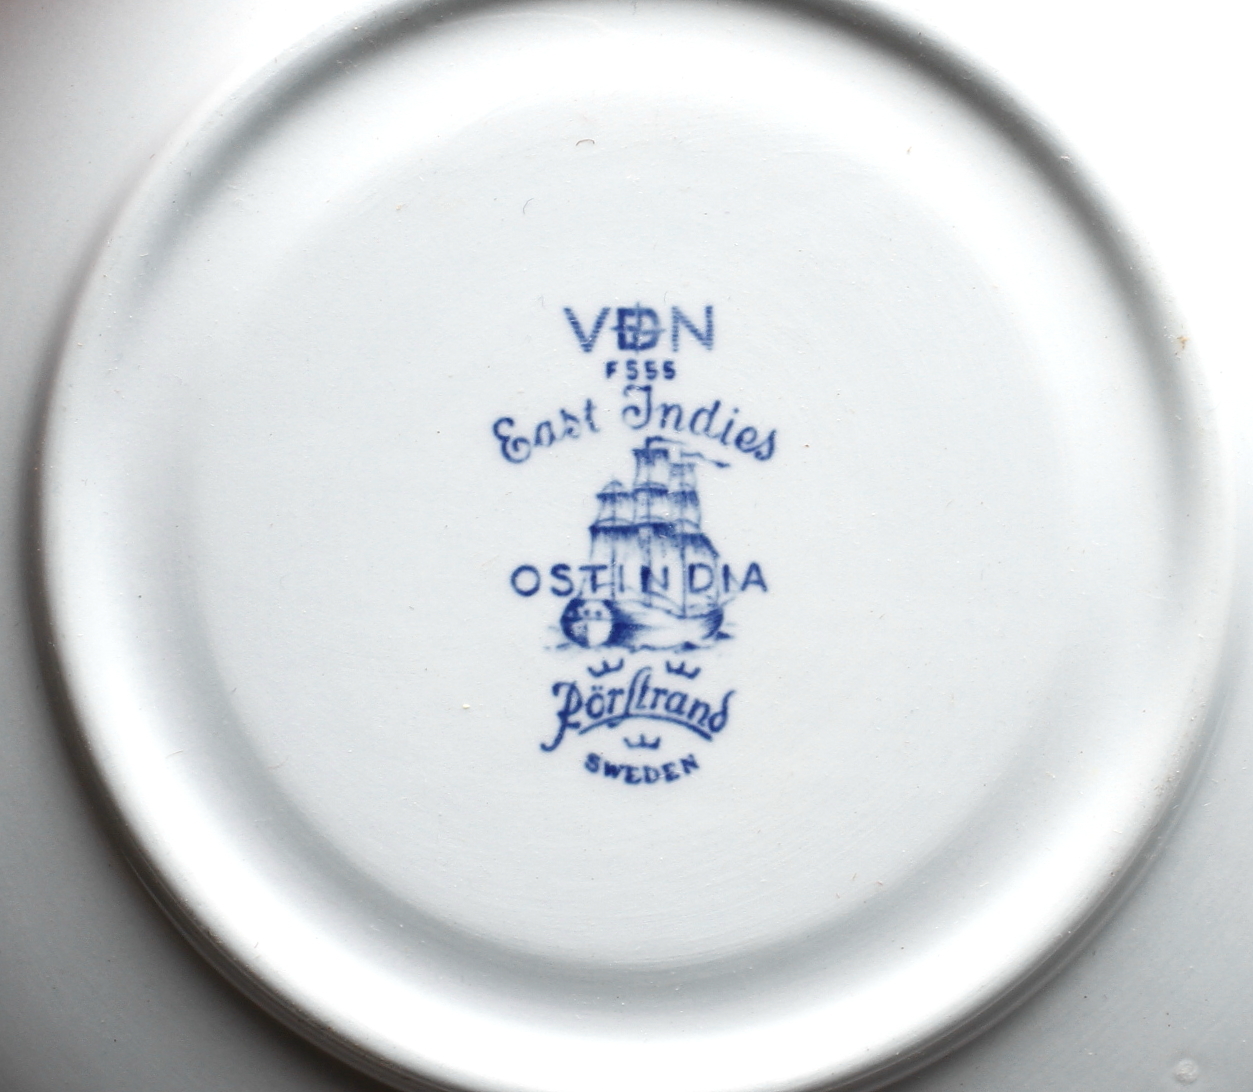 VDN
F555
East Indies
OSTINDIA
Rörstrand
SWEDEN